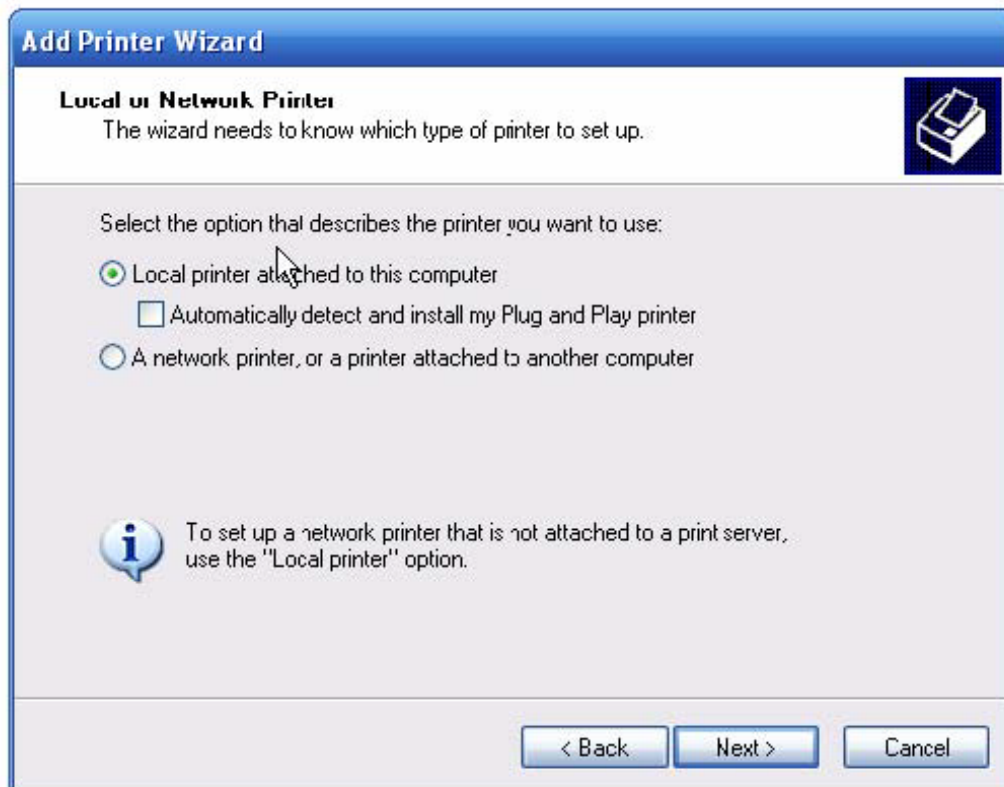 Add Printer Wizard
Local or Network Printer
The wizard needs to know which type of printer to set up.
Select the option that describes the printer you want to use:
Local printer attached to this computer
Automatically detect and install my Plug and Play printer
A network printer, or a printer attached to another computer
To set up a network printer that is not attached to a print server,
use the "Local printer" option.
< Back Next > Cancel